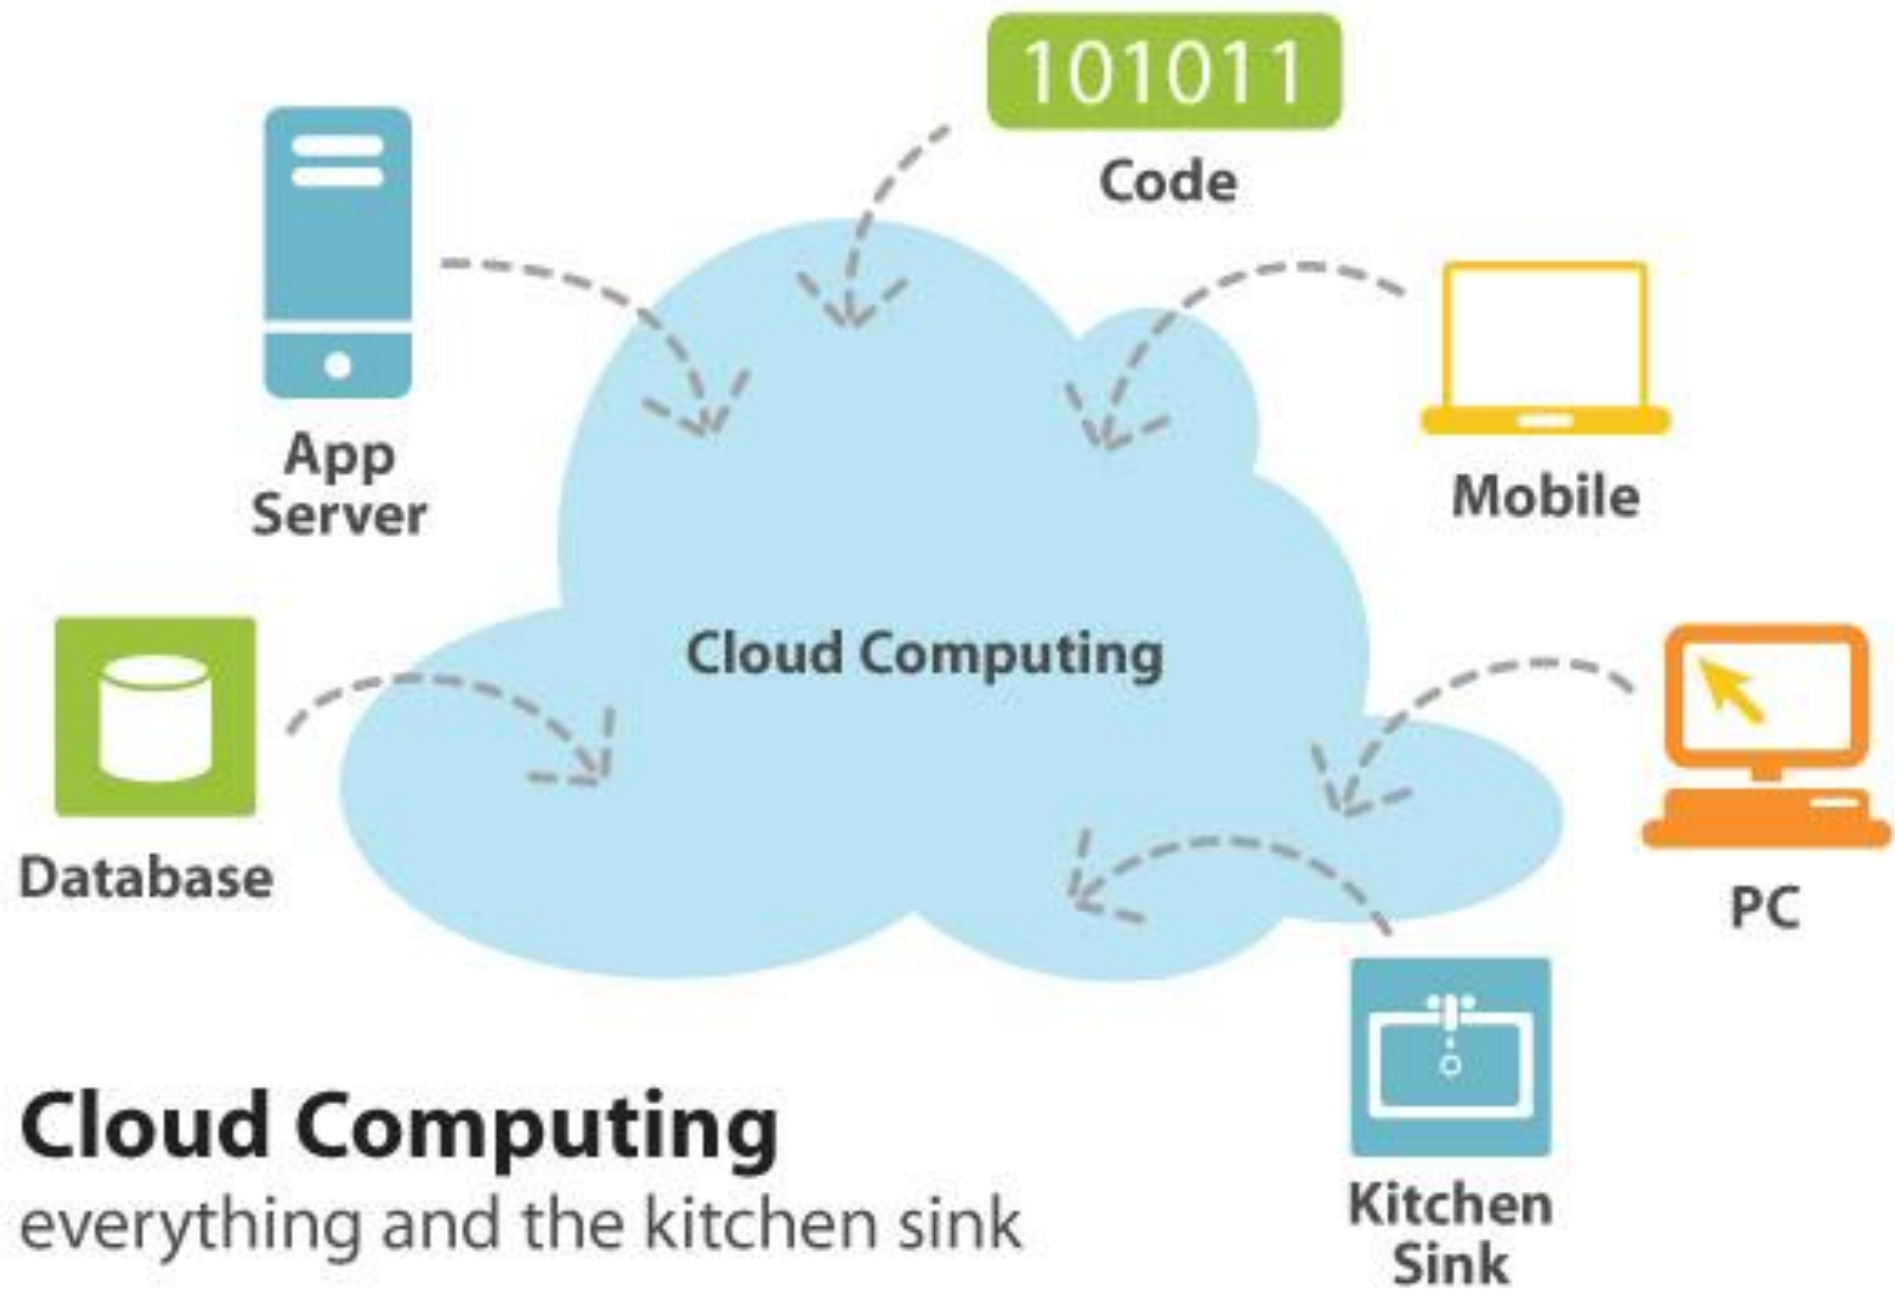 101011
Code
App
Server
Mobile
Cloud Computing
Database
PC
Kitchen
Sink
Cloud Computing
everything and the kitchen sink